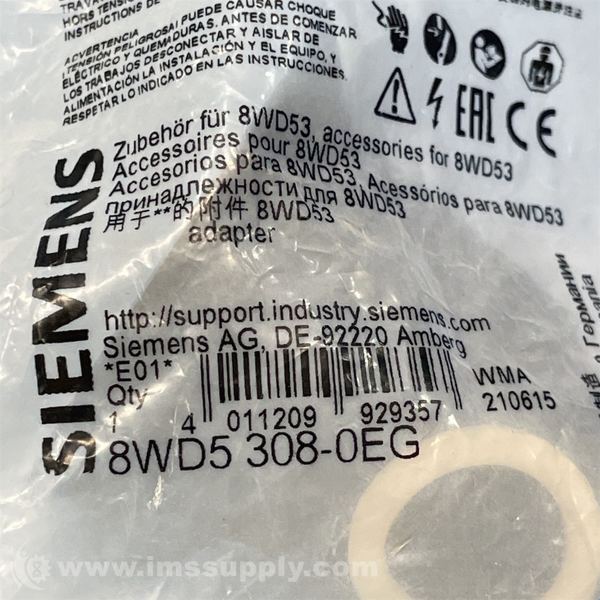 HORS TENSION
INSTRUCTIONS DE
ADVERTENCIA
¡TENSIÓN PELIGROSA! PUEDE CAUSAR CHOQUE
ELÉCTRICO Y QUEMADURAS. ANTES DE COMENZAR
LOS TRABAJOS DESCONECTAR Y AISLAR DE
ALIMENTACIÓN LA INSTALACIÓN Y EL EQUIPO, Y
RESPETAR LO INDICADO EN LAS INSTRUCCIONES.
EAC CE
SIEMENS
Zubehör für 8WD53, accessories for 8WD53
Accessoires pour 8WD53
Accesorios para 8WD53, Acessórios para 8WD53
принадлежности для 8WD53
用于**的附件 8WD53
adapter
http://support.industry.siemens.com
Siemens AG, DE-92220 Amberg
*E01*
Qty
1
4 011209 929357
WMA
210615
8WD5 308-0EG
Германии
www.imssupply.com